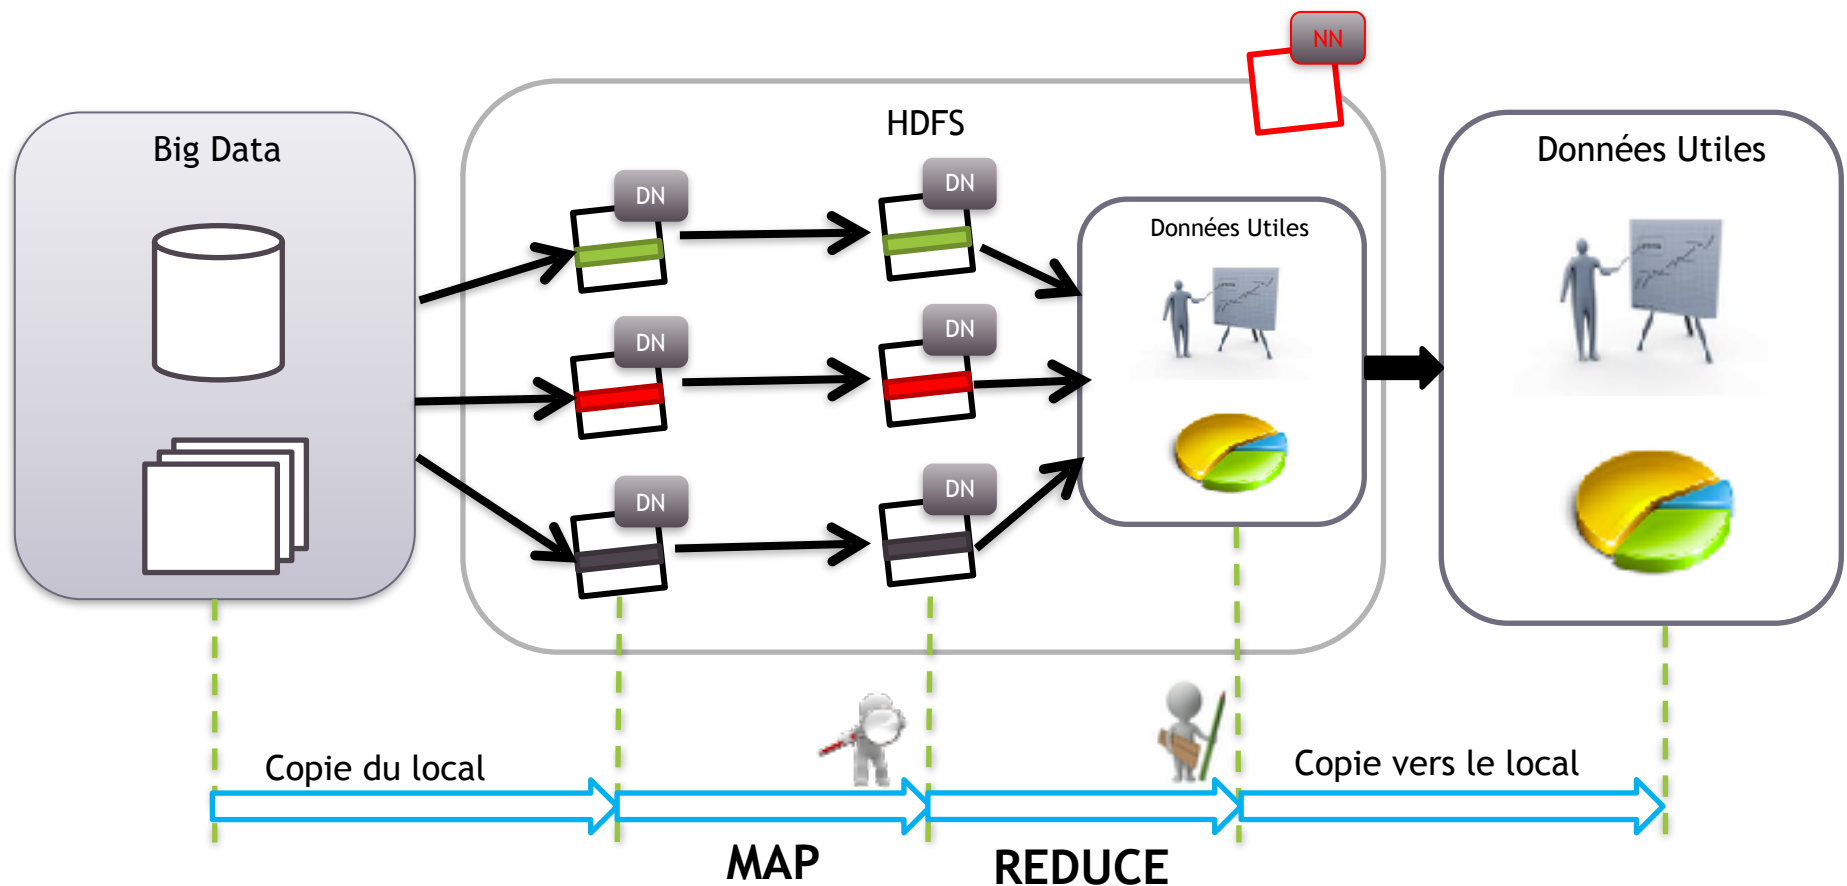 NN
HDFS
Big Data
Données Utiles
DN
DN
Données Utiles
DN
DN
DN
DN
Copie du local
Copie vers le local
MAP
REDUCE